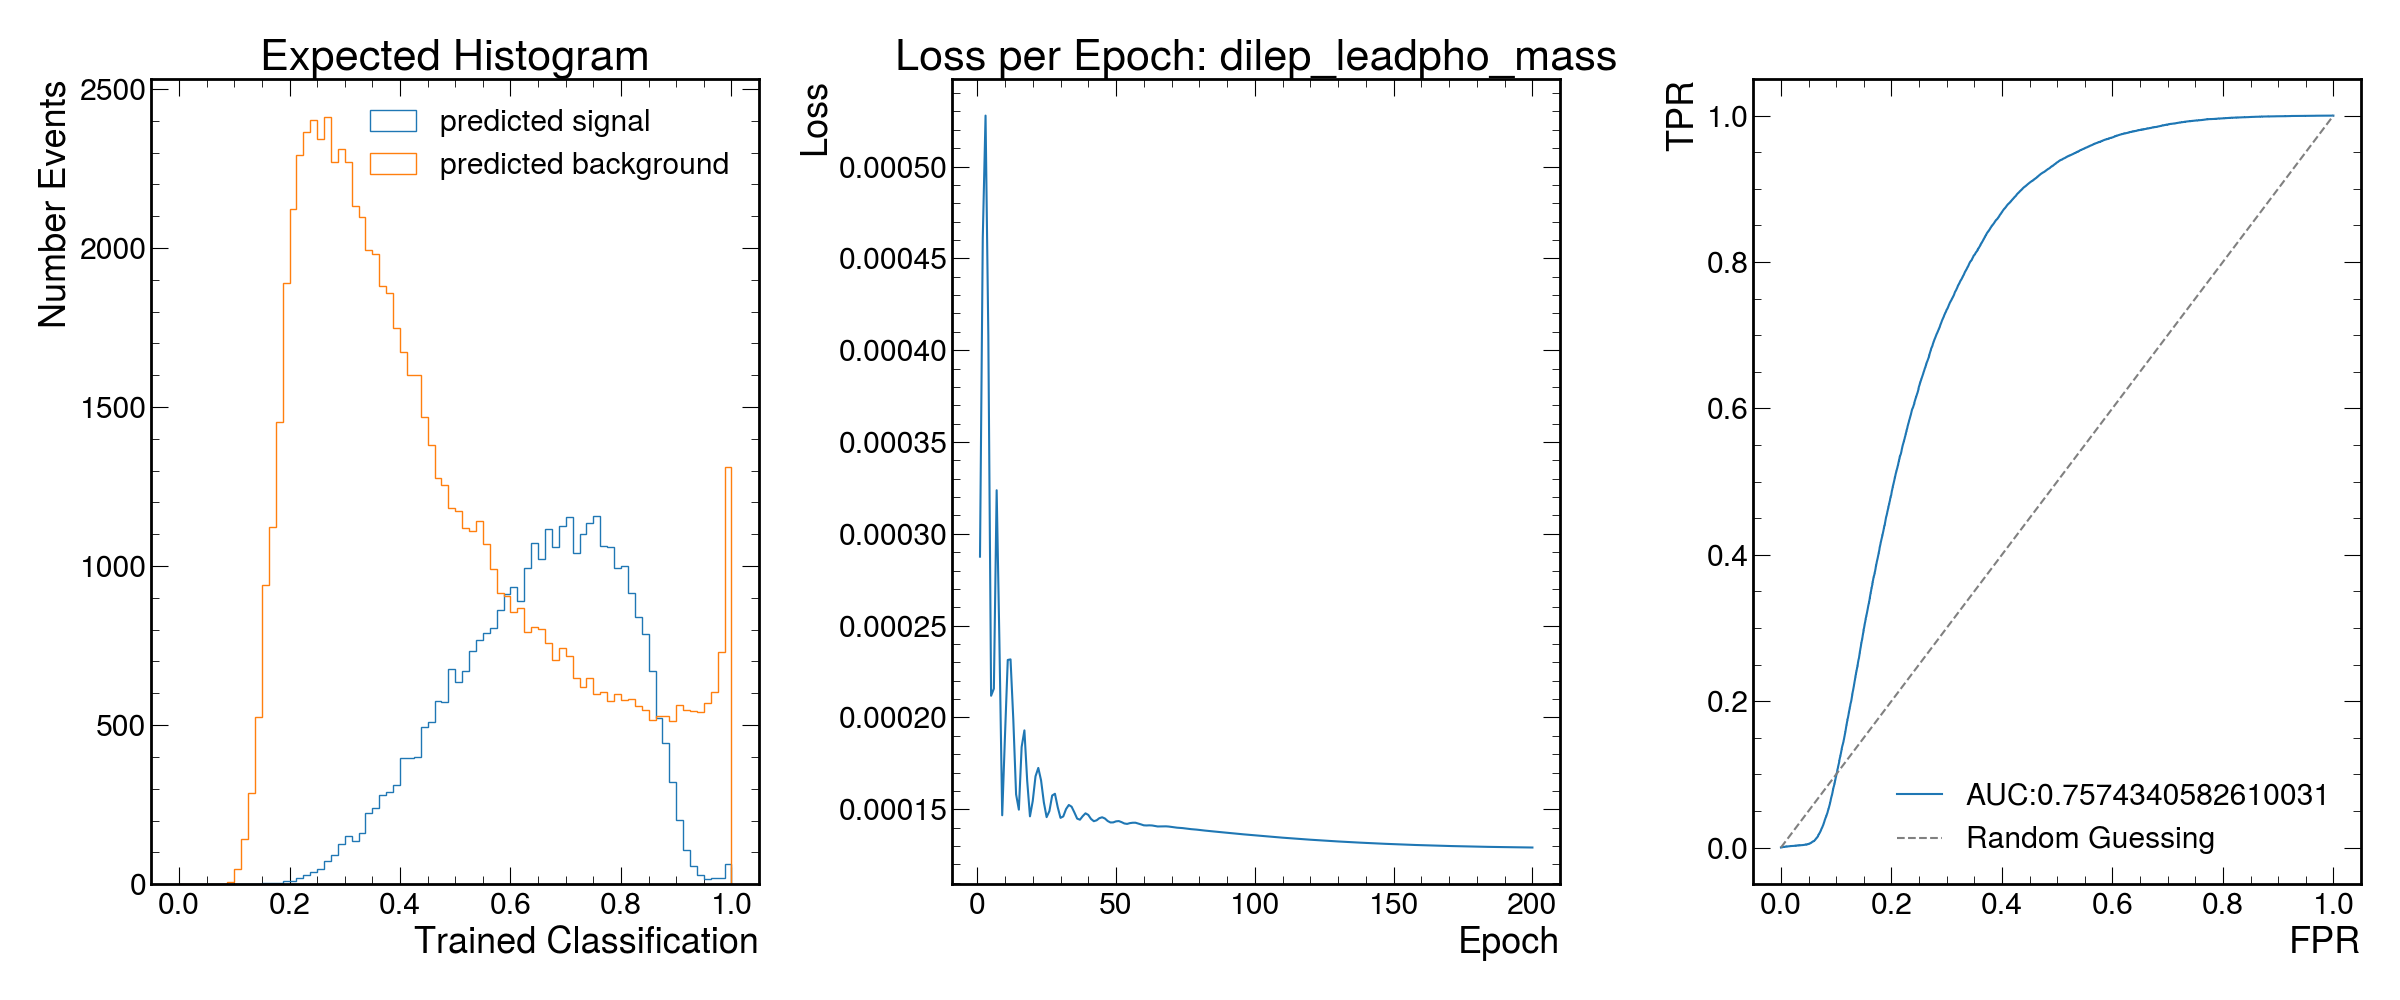 Expected Histogram
Number Events
2500
2000
1500
1000
500
0
predicted signal
predicted background
0.0 0.2 0.4 0.6 0.8 1.0
Trained Classification
Loss per Epoch: dilep_leadpho_mass
Loss
0.00050
0.00045
0.00040
0.00035
0.00030
0.00025
0.00020
0.00015
0 50 100 150 200
Epoch
TPR
1.0
0.8
0.6
0.4
0.2
0.0
AUC:0.7574340582610031
Random Guessing
0.0 0.2 0.4 0.6 0.8 1.0
FPR